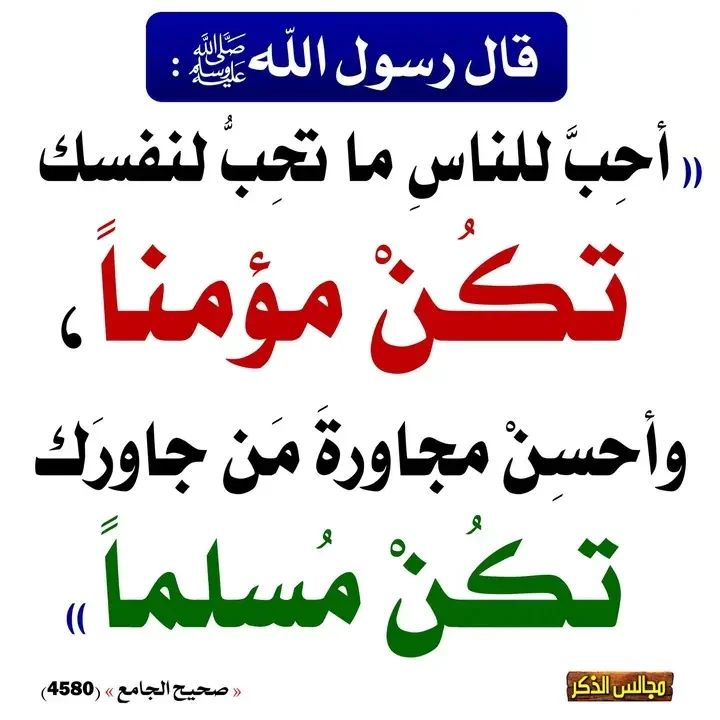 قال رسول الله ﷺ :
(( أحِبَّ للناسِ ما تحِبُّ لنفسك
تكُنْ مؤمناً ،
وأحسِنْ مجاورةَ مَن جاورَك
تكُنْ مُسلماً ))
« صحيح الجامع » (4580)
مجالس الذكر